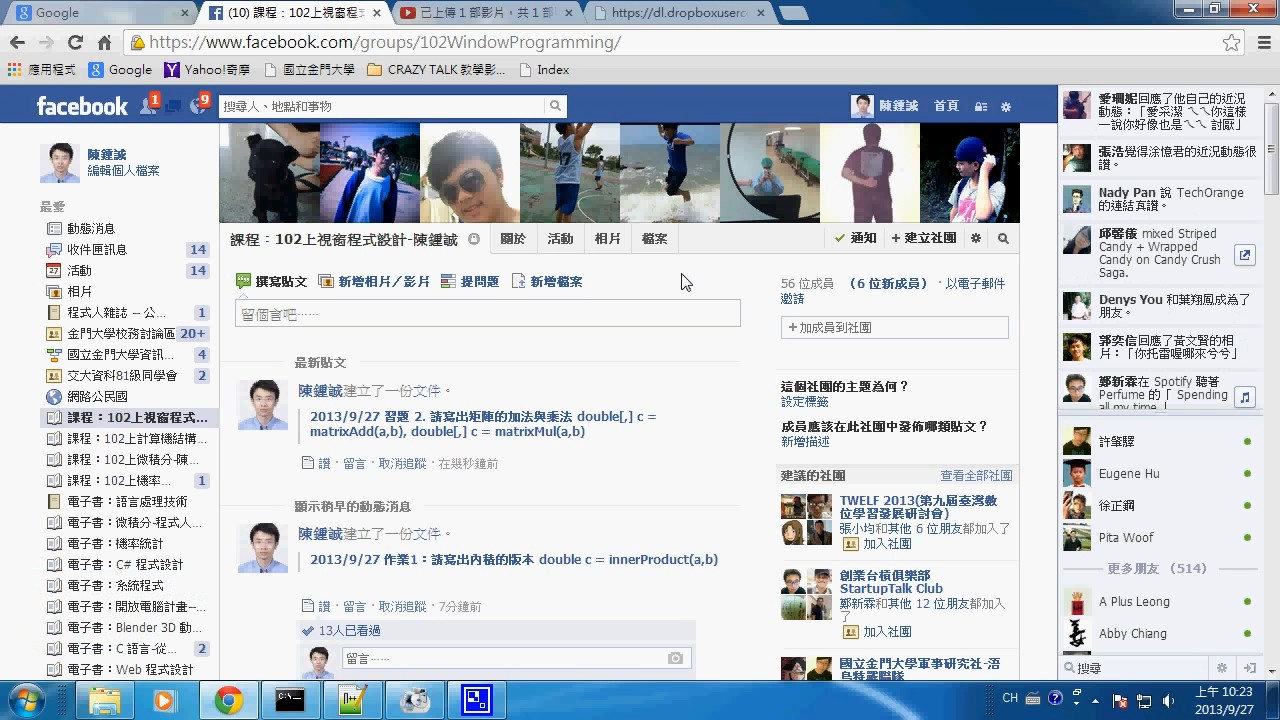 Google
(10) 課程：102上視窗程式
已上傳 1 部影片，共 1 部
https://dl.dropboxuserco
https://www.facebook.com/groups/102WindowProgramming/
應用程式
Google
Yahoo!奇摩
國立金門大學
CRAZY TALK 教學影...
Index
facebook
1
9
搜尋人、地點和事物
陳鍾誠
首頁
陳鍾誠
編輯個人檔案
最愛
動態消息
收件匣訊息 14
活動 14
相片
程式人雜誌 -- 公... 1
金門大學校務討論區 20+
國立金門大學資訊... 4
交大資科81級同學會 2
網路公民國
課程：102上視窗程式...
課程：102上計算機結構...
課程：102上微積分-陳...
課程：102上機率... 1
電子書：語言處理技術
電子書：微積分-程式人...
電子書：機率統計
電子書：C# 程式設計
電子書：系統程式
電子書：開放電腦計畫--...
電子書：Blender 3D 動...
電子書：C 語言-從... 2
電子書：Web 程式設計
課程：102上視窗程式設計-陳鍾誠
關於
活動
相片
檔案
通知
+ 建立社團
撰寫貼文
新增相片／影片
提問題
新增檔案
留個言吧……
最新貼文
陳鍾誠建立了一份文件。
2013/9/27 習題 2. 請寫出矩陣的加法與乘法 double[,] c =
matrixAdd(a,b), double[,] c = matrixMul(a,b)
讚 · 留言 · 取消追蹤 · 在幾秒鐘前
顯示稍早的動態消息
陳鍾誠建立了一份文件。
2013/9/27 作業1：請寫出內積的版本 double c = innerProduct(a,b)
讚 · 留言 · 取消追蹤 · 7分鐘前
13人已看過
留言……
56 位成員 （6 位新成員） · 以電子郵件
邀請
+加成員到社團
這個社團的主題為何？
設定標籤
成員應該在此社團中發佈哪類貼文？
新增描述
建議的社團
查看全部社團
TWELF 2013(第九屆臺灣數
位學習發展研討會)
張小均和其他 6 位朋友都加入了
加入社團
創業台槓俱樂部
StartupTalk Club
鄭新霖和其他 12 位朋友都加入
了
加入社團
國立金門大學軍事研究社-浯
島特戰團隊
愛珊妮回應了他自己的近況
動態：「愛采潔ㄟㄟ你這樣
一說你好像也是ㄟㄟ 討厭」
張浩覺得涂憶君的近況動態很
讚。
Nady Pan 說 TechOrange
的連結真讚。
邱馨儀 mixed Striped
Candy + Wrapped
Candy on Candy Crush
Saga.
Denys You 和葉翔鳳成為了
朋友。
郭奕信回應了黃文賢的相
片：「你托雷喔哪來兮兮」
鄭新霖在 Spotify 聽著
Perfume 的「 Spending
all my time 」
許肇驛
Eugene Hu
徐正鋼
Pita Woof
更多朋友 （514）
A Plus Leong
Abby Chiang
搜尋
CH
上午 10:23
2013/9/27